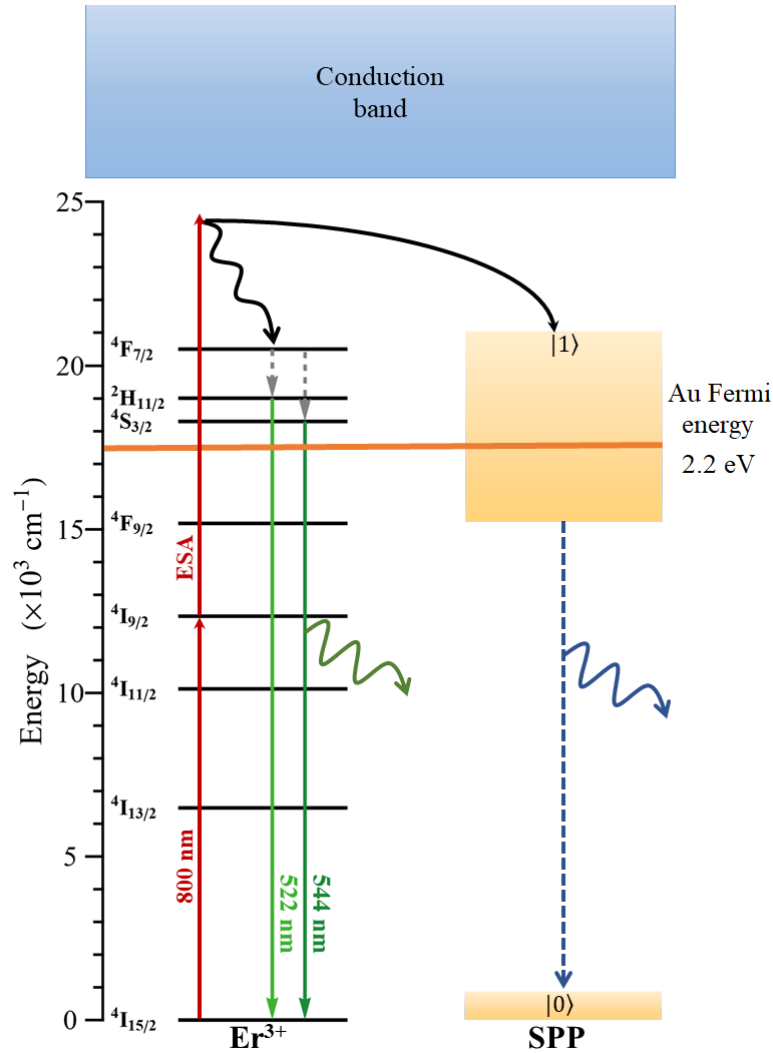 Conduction
band
25
20
15
10
5
0
Energy (×10³ cm⁻¹)
⁴F₇/₂
²H₁₁/₂
⁴S₃/₂
⁴F₉/₂
⁴I₉/₂
⁴I₁₁/₂
⁴I₁₃/₂
⁴I₁₅/₂
ESA
800 nm
522 nm
544 nm
Er³⁺
|1⟩
Au Fermi
energy
2.2 eV
|0⟩
SPP